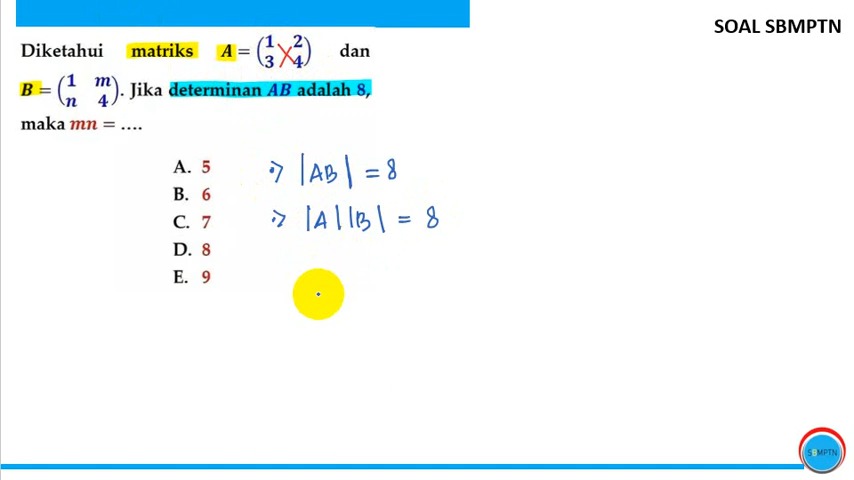 SOAL SBMPTN
Diketahui matriks A = (1 2 3 4) dan
B = (1 m n 4). Jika determinan AB adalah 8,
maka mn = ....
A. 5
B. 6
C. 7
D. 8
E. 9
∴ |AB| = 8
∴ |A||B| = 8
SBMPTN